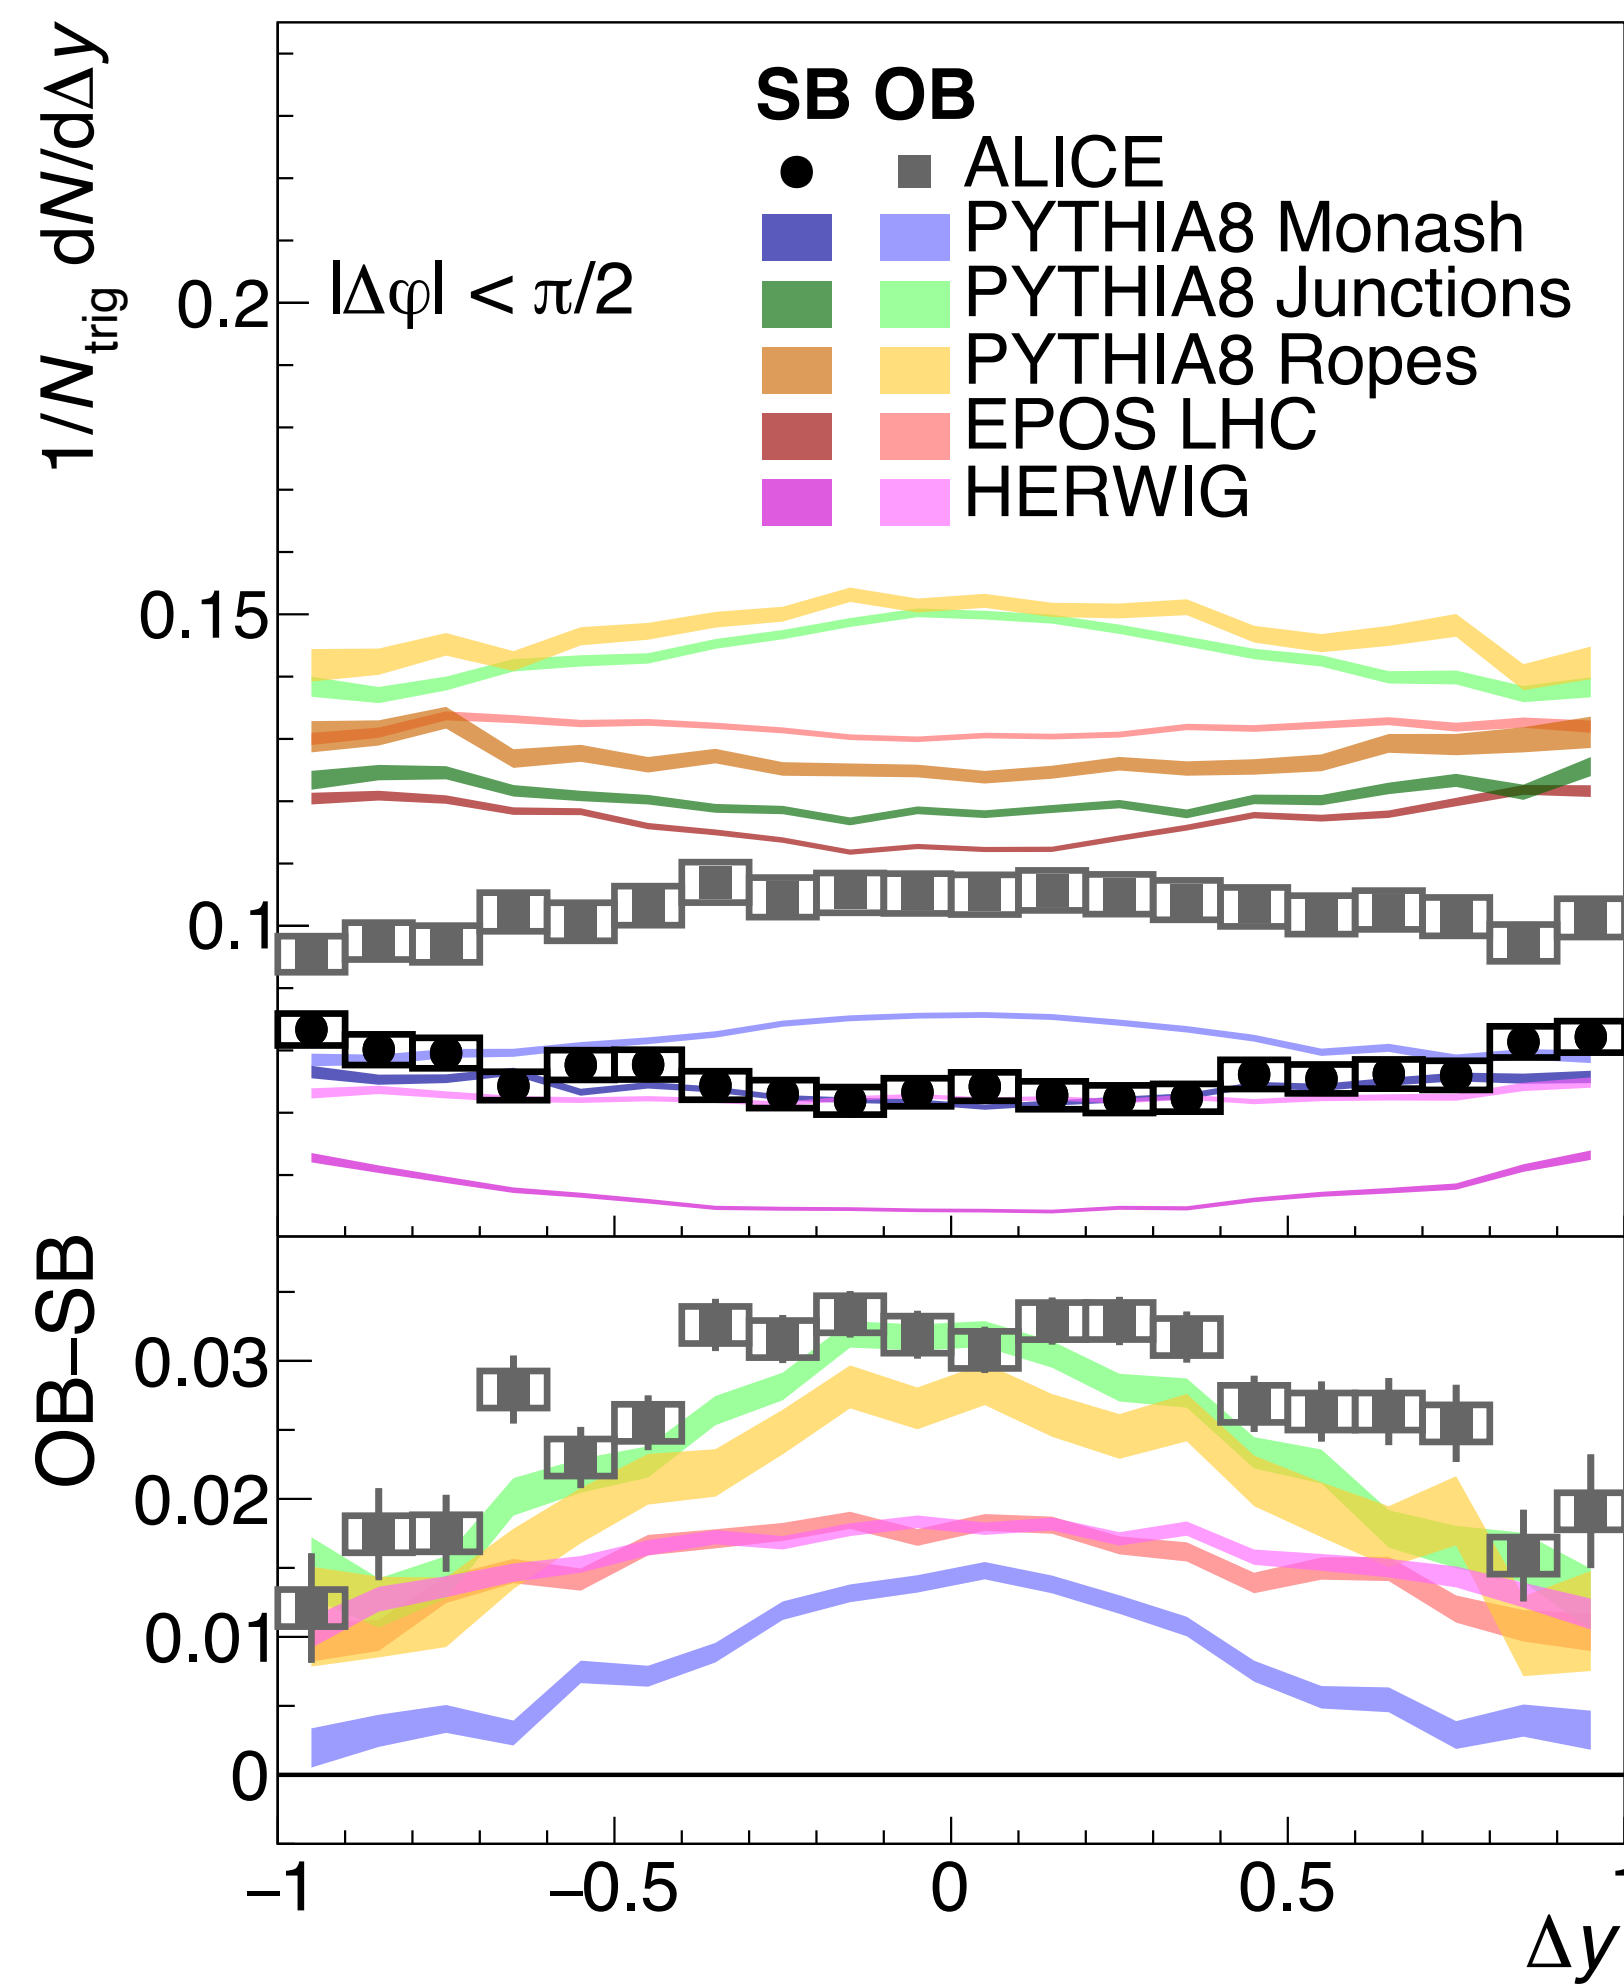 1/Ntrig dN/dΔy
SB OB
ALICE
PYTHIA8 Monash
PYTHIA8 Junctions
PYTHIA8 Ropes
EPOS LHC
HERWIG
|Δφ| < π/2
0.2
0.15
0.1
OB–SB
0.03
0.02
0.01
0
–1 –0.5 0 0.5 1
Δy